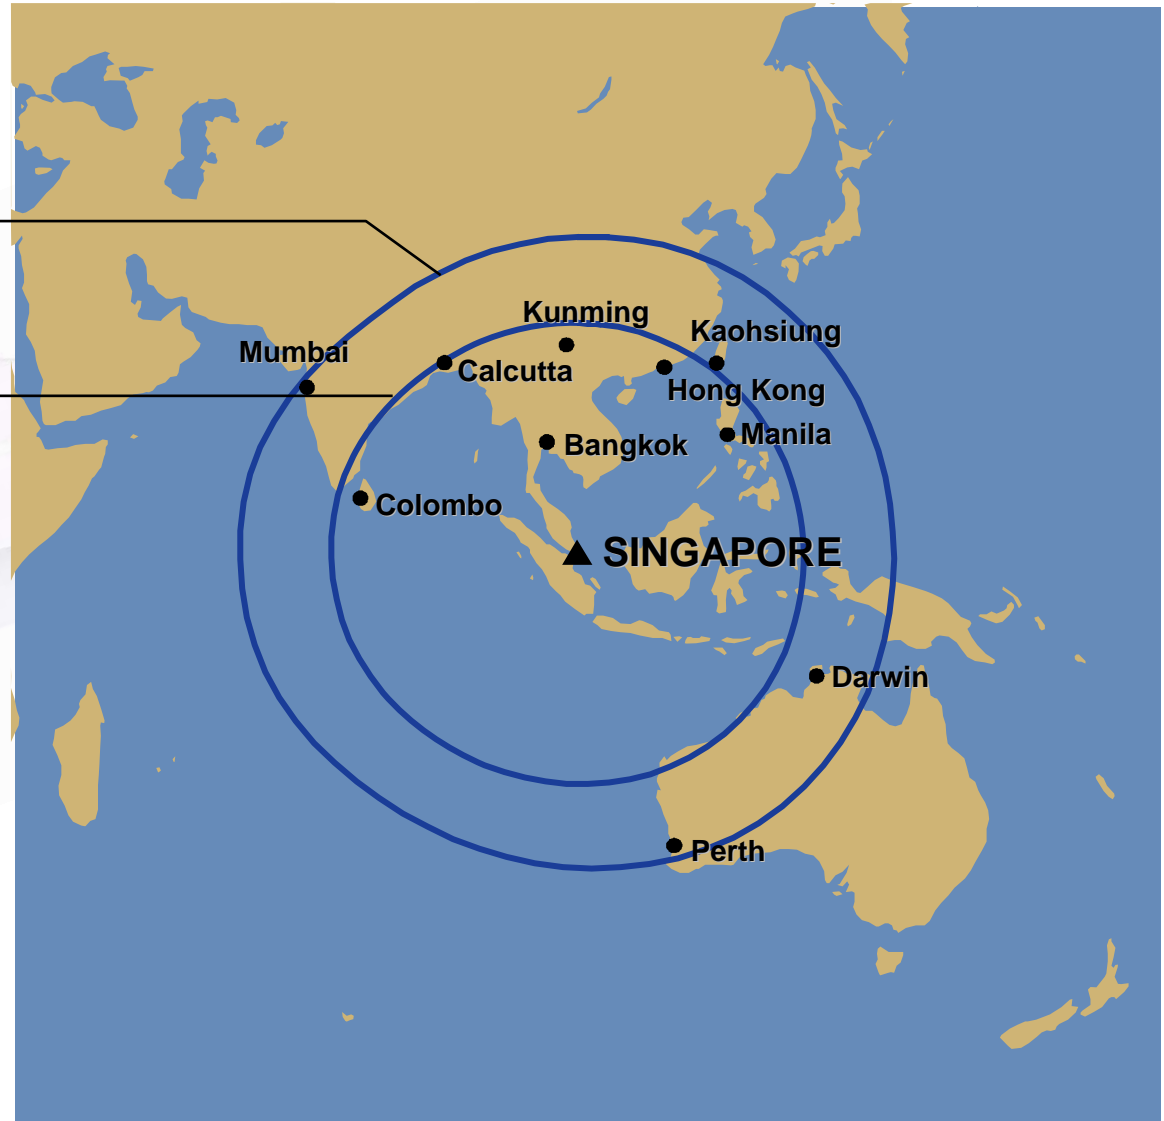 Kunming
Kaohsiung
Mumbai
Calcutta
Hong Kong
Manila
Bangkok
Colombo
SINGAPORE
Darwin
Perth